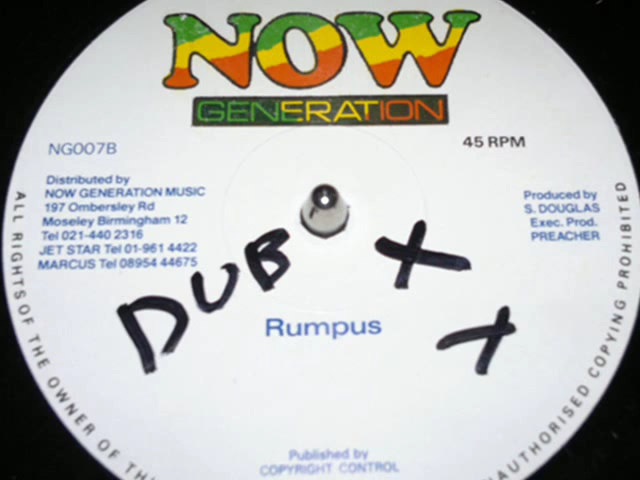 NOW
GENERATION
NG007B
45 RPM
Distributed by
NOW GENERATION MUSIC
197 Ombersley Rd
Moseley Birmingham 12
Tel 021-440 2316
JET STAR Tel 01-961 4422
MARCUS Tel 08954 44675
Produced by
S. DOUGLAS
Exec. Prod.
PREACHER
DUB X X
Rumpus
Published by
COPYRIGHT CONTROL
ALL RIGHTS OF THE OWNER OF
UNAUTHORISED COPYING PROHIBITED